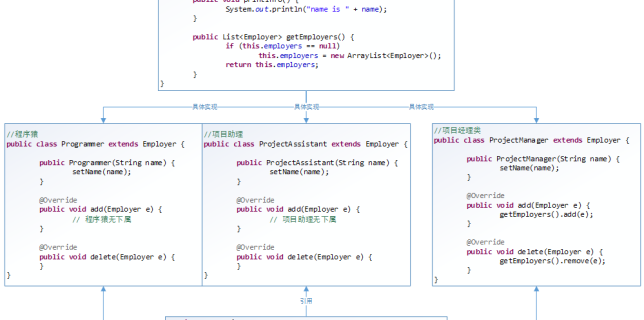 public void printInfo() {
System.out.println("name is " + name);
}
public List<Employer> getEmployers() {
if (this.employers == null)
this.employers = new ArrayList<Employer>();
return this.employers;
}
}
具体实现
具体实现
具体实现
//程序猿
public class Programmer extends Employer {
public Programmer(String name) {
setName(name);
}
@Override
public void add(Employer e) {
// 程序猿无下属
}
@Override
public void delete(Employer e) {
}
}
//项目助理
public class ProjectAssistant extends Employer {
public ProjectAssistant(String name) {
setName(name);
}
@Override
public void add(Employer e) {
// 项目助理无下属
}
@Override
public void delete(Employer e) {
}
}
//项目经理类
public class ProjectManager extends Employer {
public ProjectManager(String name) {
setName(name);
}
@Override
public void add(Employer e) {
getEmployers().add(e);
}
@Override
public void delete(Employer e) {
getEmployers().remove(e);
}
}
引用